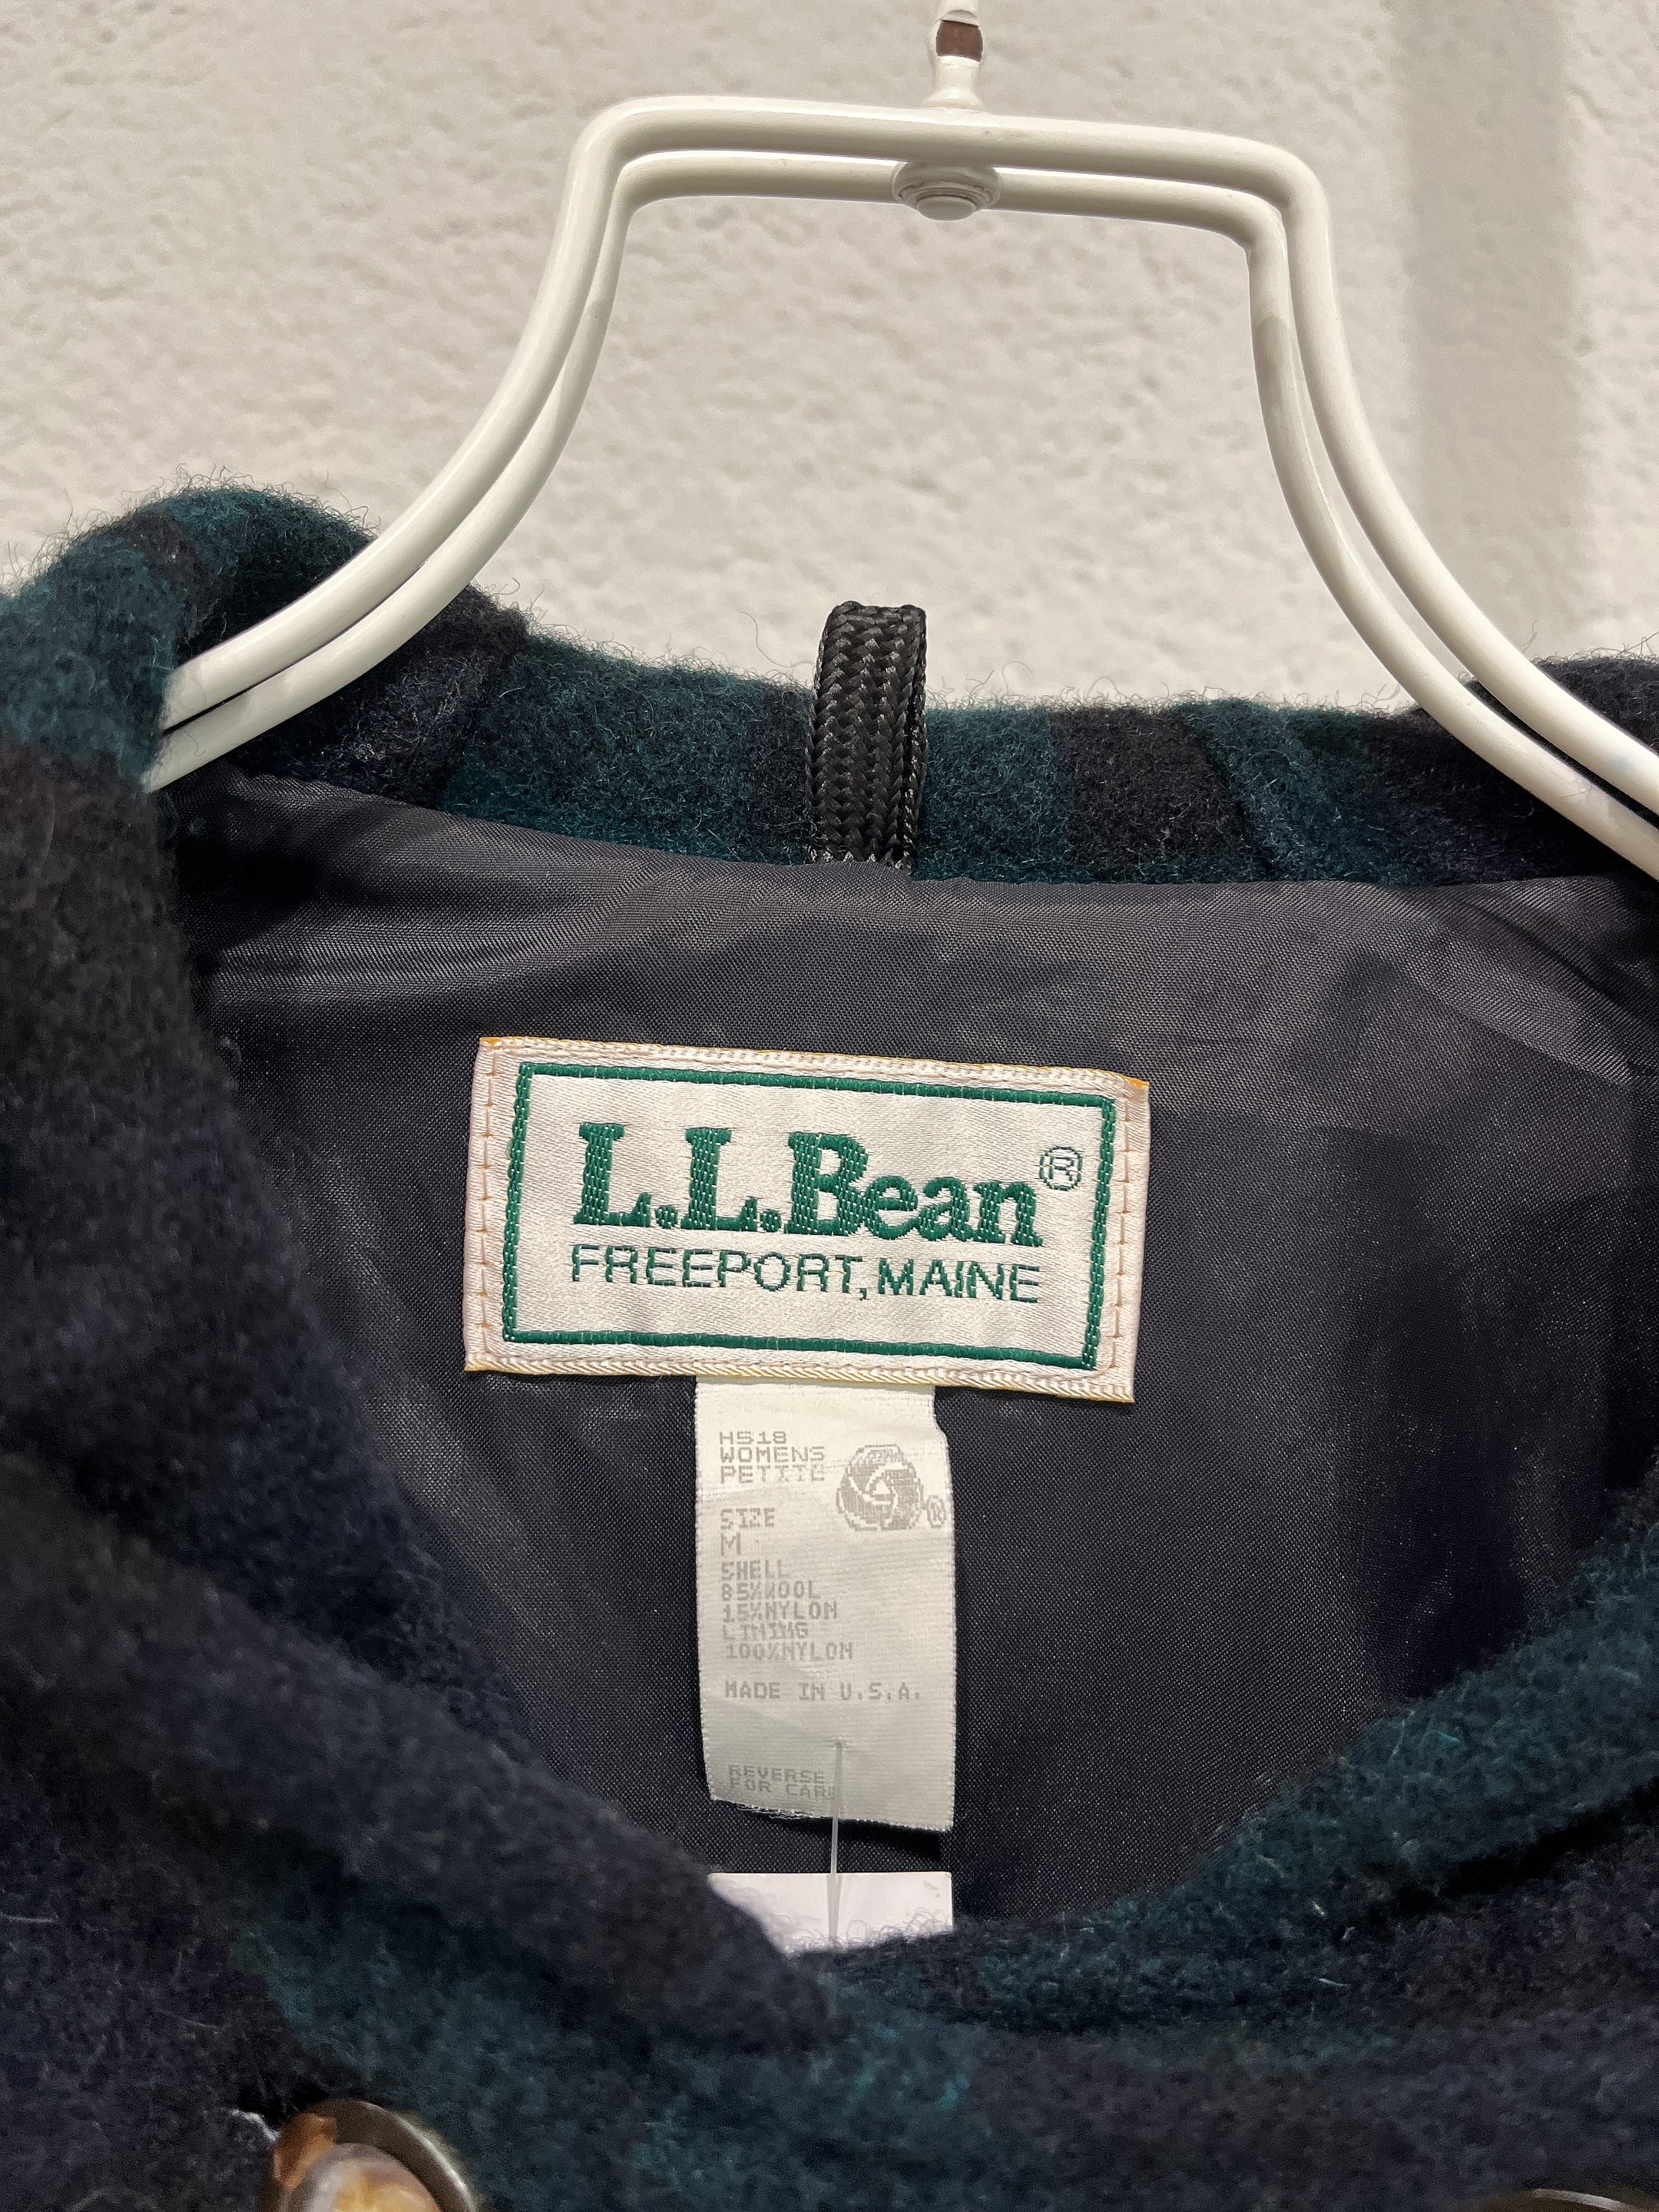 L.L.Bean®
FREEPORT, MAINE
HS18
WOMENS
PETITE
SIZE
M
SHELL
85%WOOL
15%NYLON
LINING
100%NYLON
MADE IN U.S.A.
REVERSE
FOR CARE